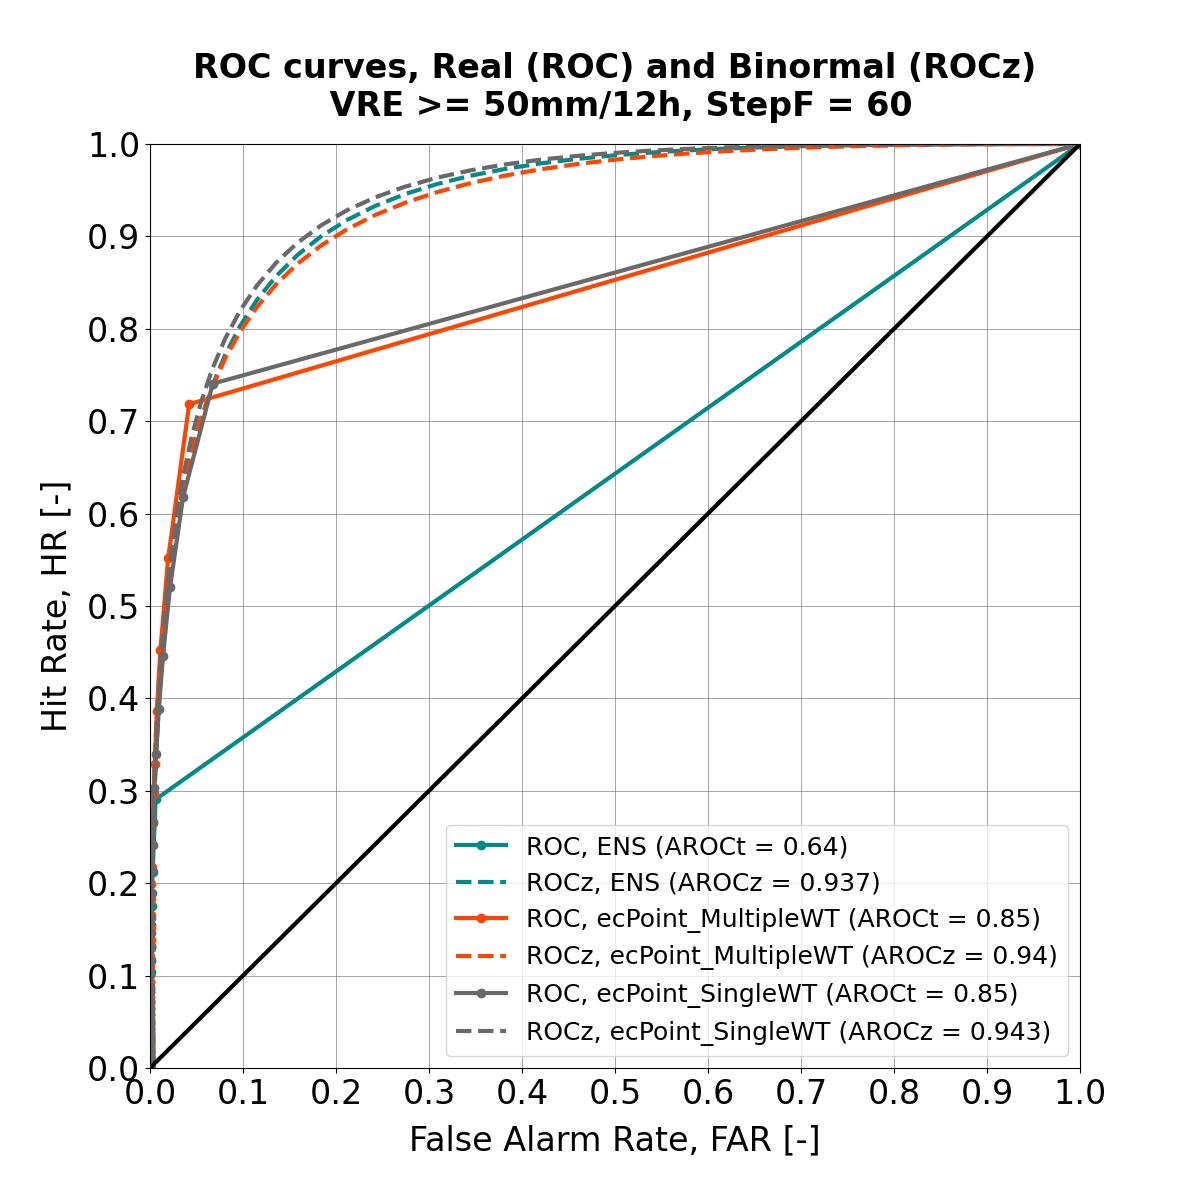 ROC curves, Real (ROC) and Binormal (ROCz)
VRE >= 50mm/12h, StepF = 60
1.0
0.9
0.8
0.7
0.6
0.5
0.4
0.3
0.2
0.1
0.0
Hit Rate, HR [-]
ROC, ENS (AROCt = 0.64)
ROCz, ENS (AROCz = 0.937)
ROC, ecPoint_MultipleWT (AROCt = 0.85)
ROCz, ecPoint_MultipleWT (AROCz = 0.94)
ROC, ecPoint_SingleWT (AROCt = 0.85)
ROCz, ecPoint_SingleWT (AROCz = 0.943)
0.0 0.1 0.2 0.3 0.4 0.5 0.6 0.7 0.8 0.9 1.0
False Alarm Rate, FAR [-]